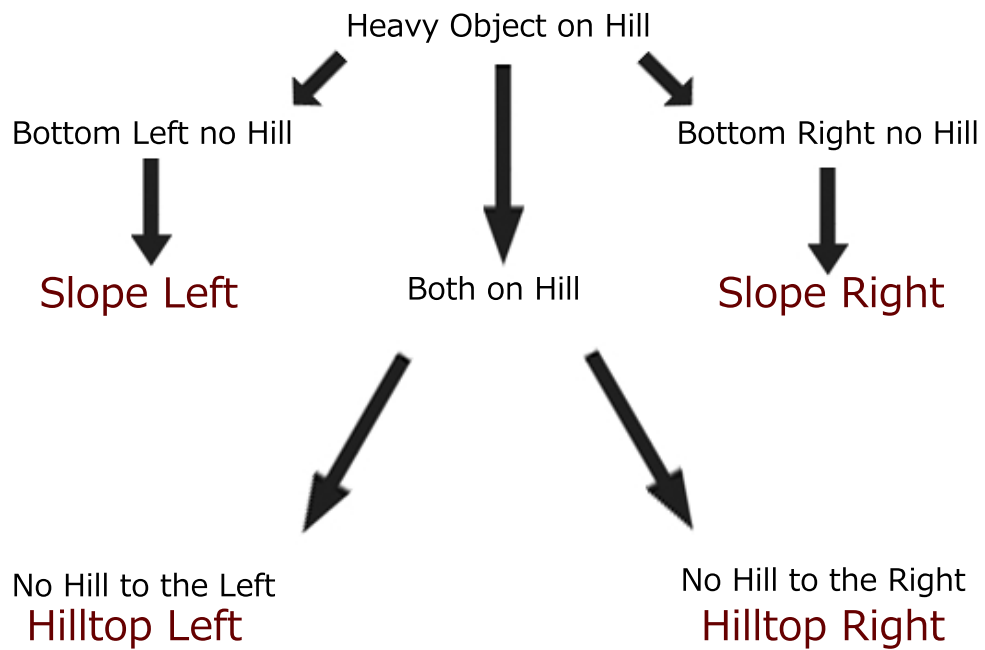 Heavy Object on Hill
Bottom Left no Hill
Bottom Right no Hill
Slope Left
Both on Hill
Slope Right
No Hill to the Left
Hilltop Left
No Hill to the Right
Hilltop Right